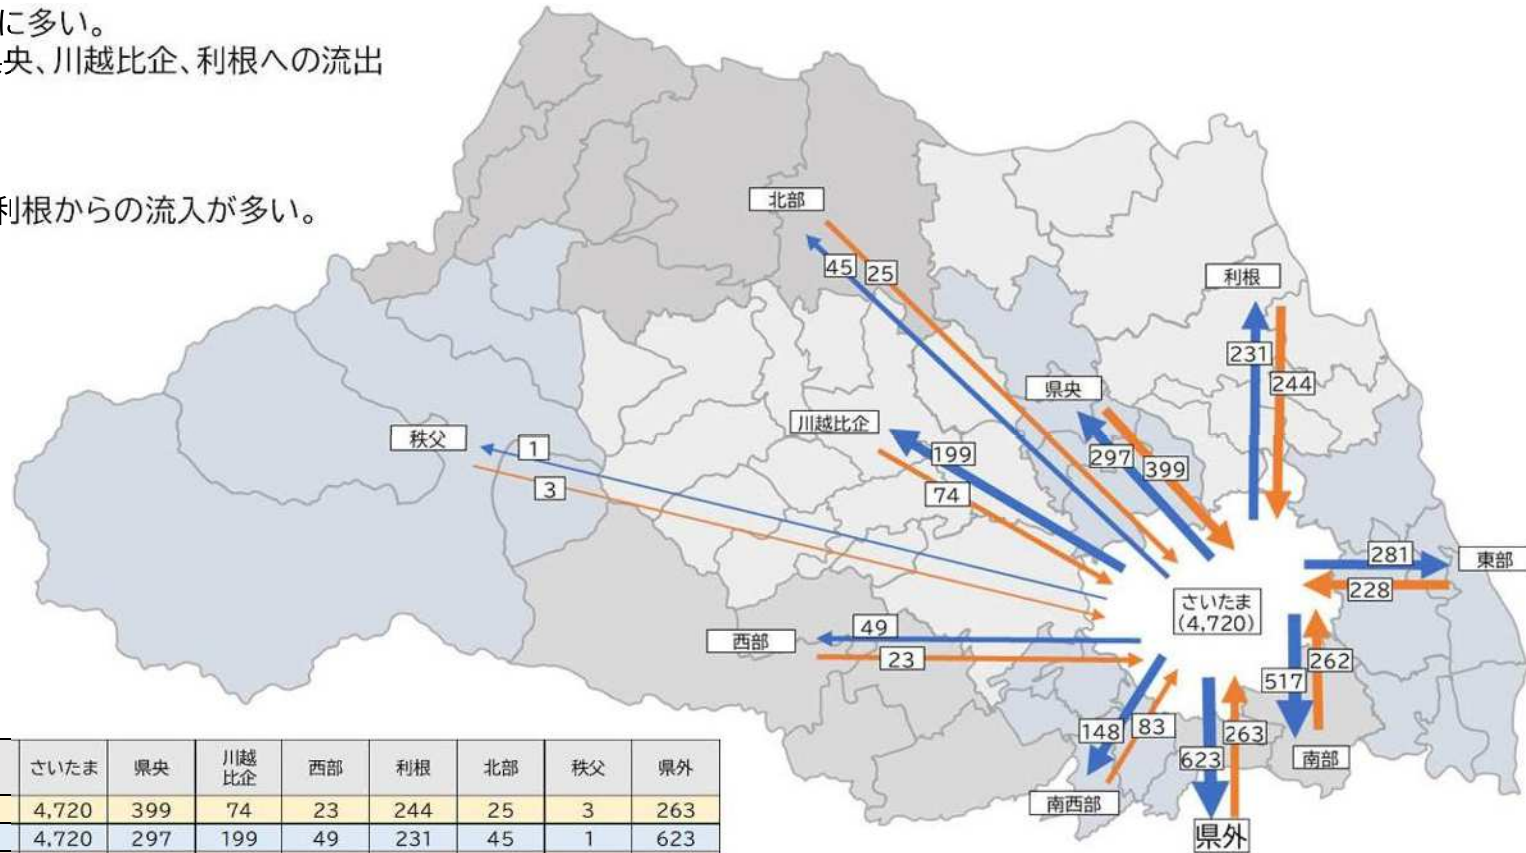 に多い。
央、川越比企、利根への流出
利根からの流入が多い。
北部
45
25
利根
231
244
県央
297
399
川越比企
199
74
秩父
1
3
281
東部
228
さいたま
(4,720)
西部
49
23
262
517
148
83
263
623
南部
南西部
県外
さいたま 県央 川越比企 西部 利根 北部 秩父 県外
4,720 399 74 23 244 25 3 263
4,720 297 199 49 231 45 1 623